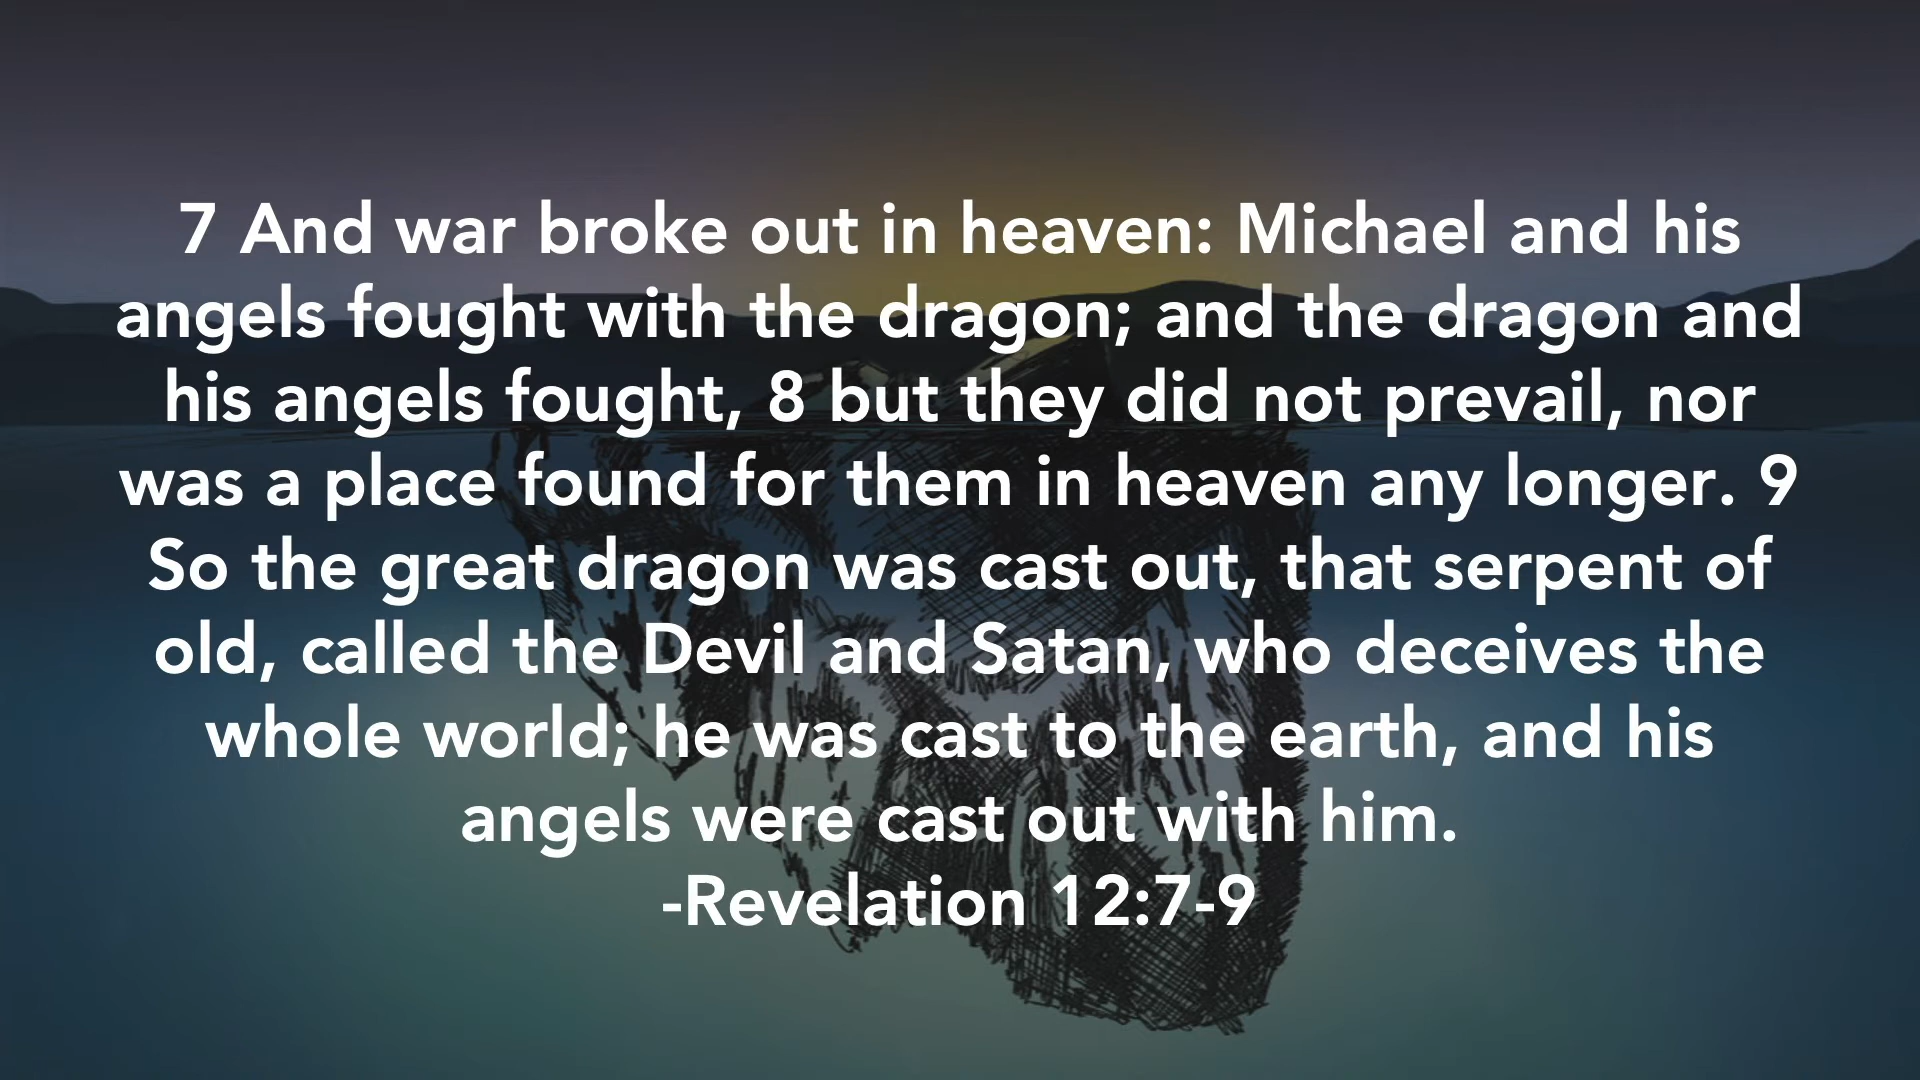 7 And war broke out in heaven: Michael and his
angels fought with the dragon; and the dragon and
his angels fought, 8 but they did not prevail, nor
was a place found for them in heaven any longer. 9
So the great dragon was cast out, that serpent of
old, called the Devil and Satan, who deceives the
whole world; he was cast to the earth, and his
angels were cast out with him.
-Revelation 12:7-9